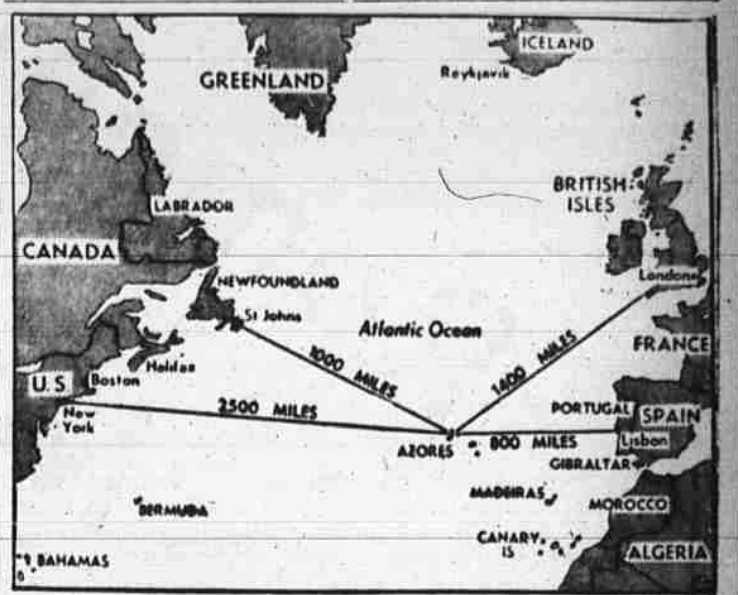 ICELAND
GREENLAND
Reykjavik
BRITISH
ISLES
LABRADOR
CANADA
London
NEWFOUNDLAND
St Johns
Atlantic Ocean
FRANCE
1000 MILES
1400 MILES
Halifax
U.S
Boston
2500 MILES
PORTUGAL
SPAIN
New
York
AZORES
800 MILES
Lisbon
GIBRALTAR
MADEIRAS
BERMUDA
MOROCCO
CANARY
IS
ALGERIA
BAHAMAS